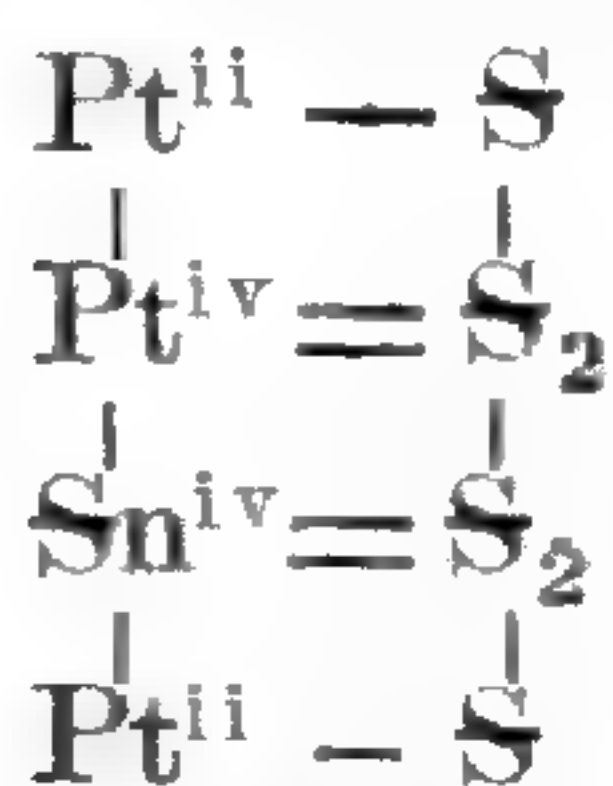 Ptⁱⁱ — S
|  |
Ptⁱᵛ = S₂
|  |
Snⁱᵛ = S₂
|  |
Ptⁱⁱ — S